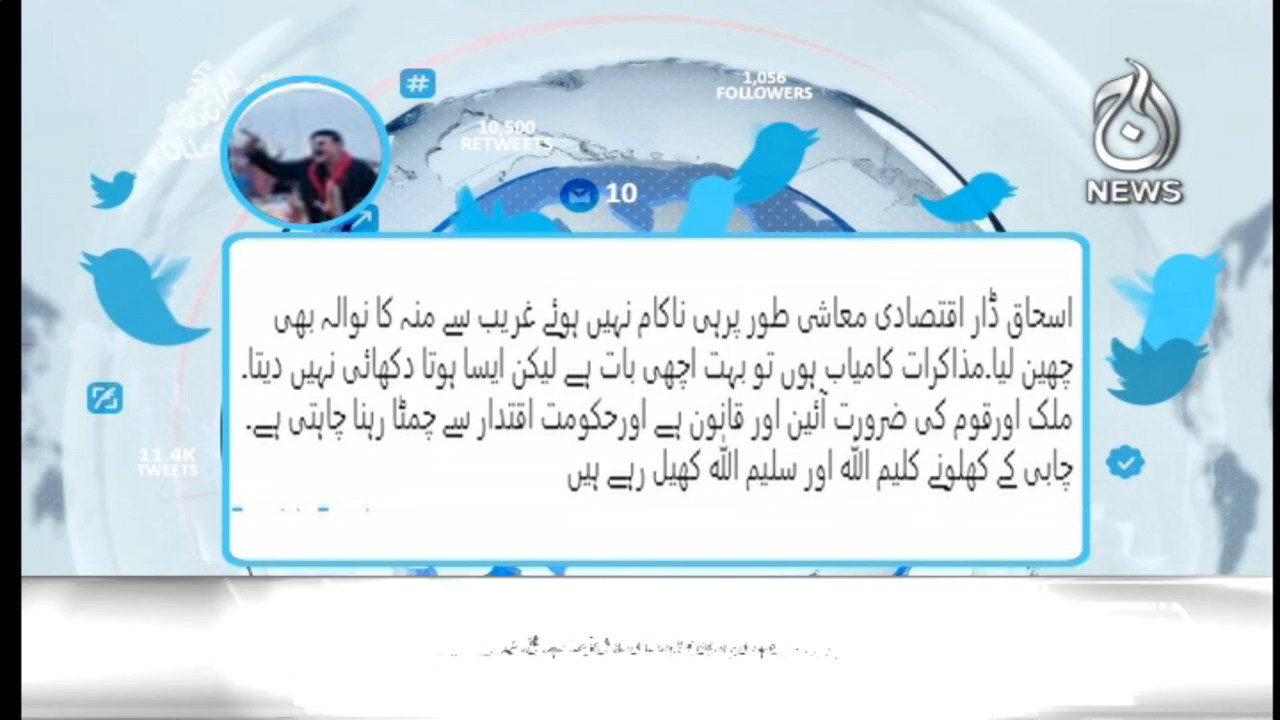 1,056
FOLLOWERS
10,500
RETWEETS
#
10
آج
NEWS
اسحاق ڈار اقتصادی معاشی طور پرہی ناکام نہیں ہوئے غریب سے منہ کا نوالہ بھی
چھین لیا.مذاکرات کامیاب ہوں تو بہت اچھی بات ہے لیکن ایسا ہوتا دکھائی نہیں دیتا.
ملک اورقوم کی ضرورت آئین اور قانون ہے اورحکومت اقتدار سے چمٹا رہنا چاہتی ہے.
چابی کے کھلونے کلیم اللہ اور سلیم اللہ کھیل رہے ہیں
11.4K
TWEETS